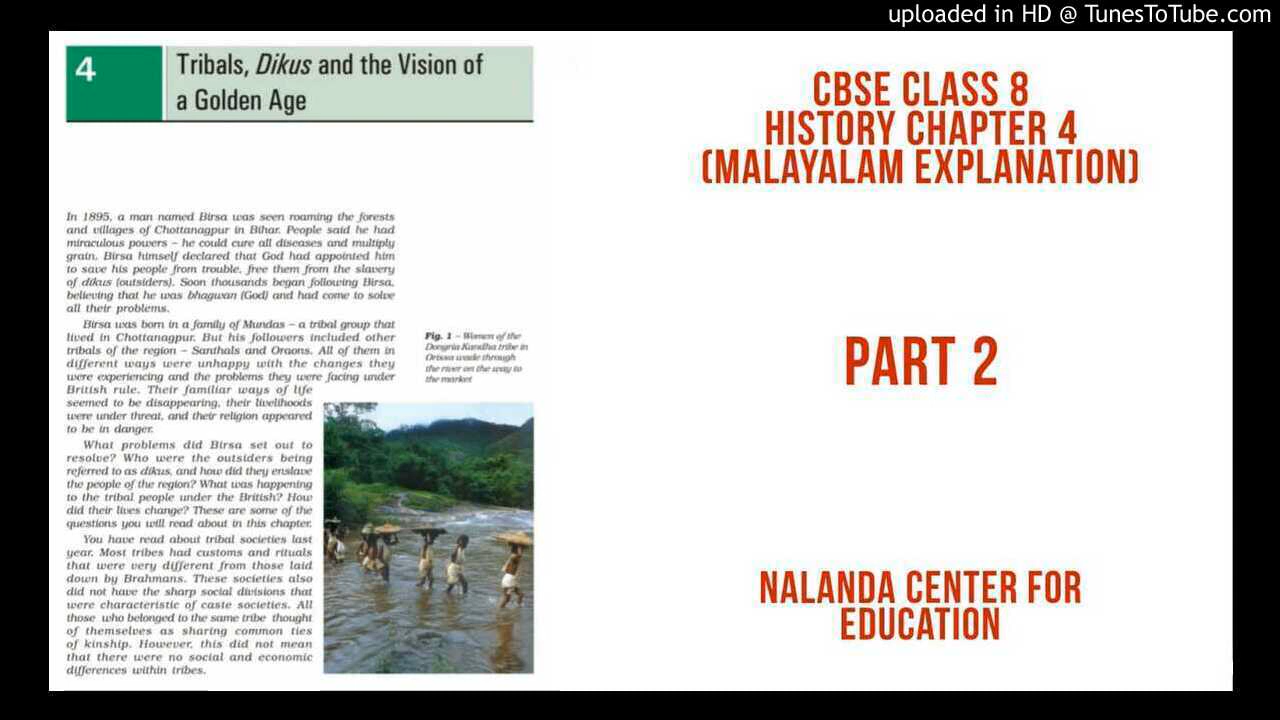 uploaded in HD @ TunesToTube.com
4
Tribals, Dikus and the Vision of
a Golden Age
In 1895, a man named Birsa was seen roaming the forests
and villages of Chottanagpur in Bihar. People said he had
miraculous powers – he could cure all diseases and multiply
grain. Birsa himself declared that God had appointed him
to save his people from trouble, free them from the slavery
of dikus (outsiders). Soon thousands began following Birsa,
believing that he was bhagwan (God) and had come to solve
all their problems.
Birsa was born in a family of Mundas – a tribal group that
lived in Chottanagpur. But his followers included other
tribals of the region – Santhals and Oraons. All of them in
different ways were unhappy with the changes they
were experiencing and the problems they were facing under
British rule. Their familiar ways of life
seemed to be disappearing, their livelihoods
were under threat, and their religion appeared
to be in danger.
What problems did Birsa set out to
resolve? Who were the outsiders being
referred to as dikus, and how did they enslave
the people of the region? What was happening
to the tribal people under the British? How
did their lives change? These are some of the
questions you will read about in this chapter.
You have read about tribal societies last
year. Most tribes had customs and rituals
that were very different from those laid
down by Brahmans. These societies also
did not have the sharp social divisions that
were characteristic of caste societies. All
those who belonged to the same tribe thought
of themselves as sharing common ties
of kinship. However, this did not mean
that there were no social and economic
differences within tribes.
Fig. 1 – Women of the
Dongria Kandha tribe in
Orissa wade through
the river on the way to
the market
CBSE CLASS 8
HISTORY CHAPTER 4
(MALAYALAM EXPLANATION)
PART 2
NALANDA CENTER FOR
EDUCATION